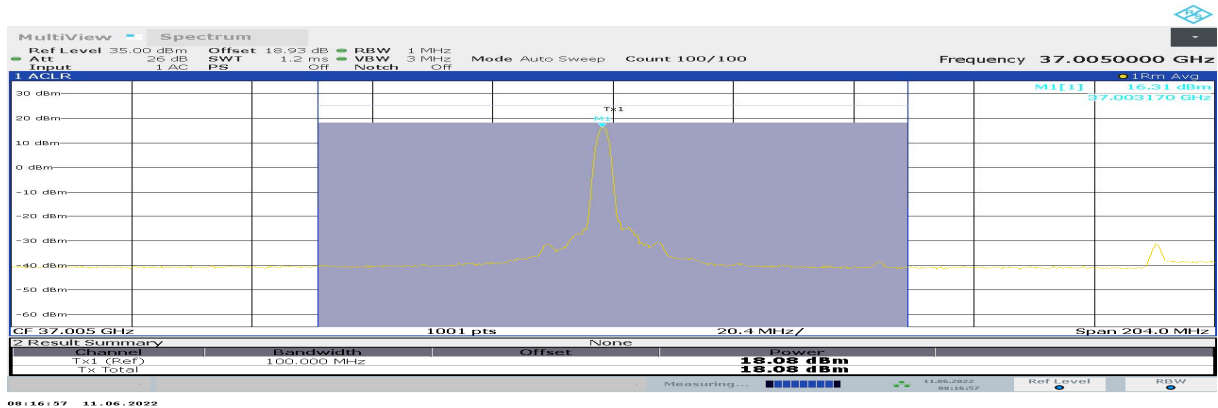 R&S
MultiView Spectrum
Ref Level 35.00 dBm Offset 18.93 dB RBW 1 MHz
Att 26 dB SWT 1.2 ms VBW 3 MHz Mode Auto Sweep Count 100/100 Frequency 37.0050000 GHz
Input 1 AC PS Off Notch Off
1 ACLR 1Rm Avg
M1[1] 16.31 dBm
37.003170 GHz
30 dBm
Tx1
20 dBm
M1
10 dBm
0 dBm
-10 dBm
-20 dBm
-30 dBm
-40 dBm
-50 dBm
-60 dBm
CF 37.005 GHz 1001 pts 20.4 MHz/ Span 204.0 MHz
2 Result Summary None
Channel Bandwidth Offset Power
Tx1 (Ref) 100.000 MHz 18.08 dBm
Tx Total 18.08 dBm
Measuring... 11.06.2022 Ref Level RBW
08:16:57
08:16:57 11.06.2022